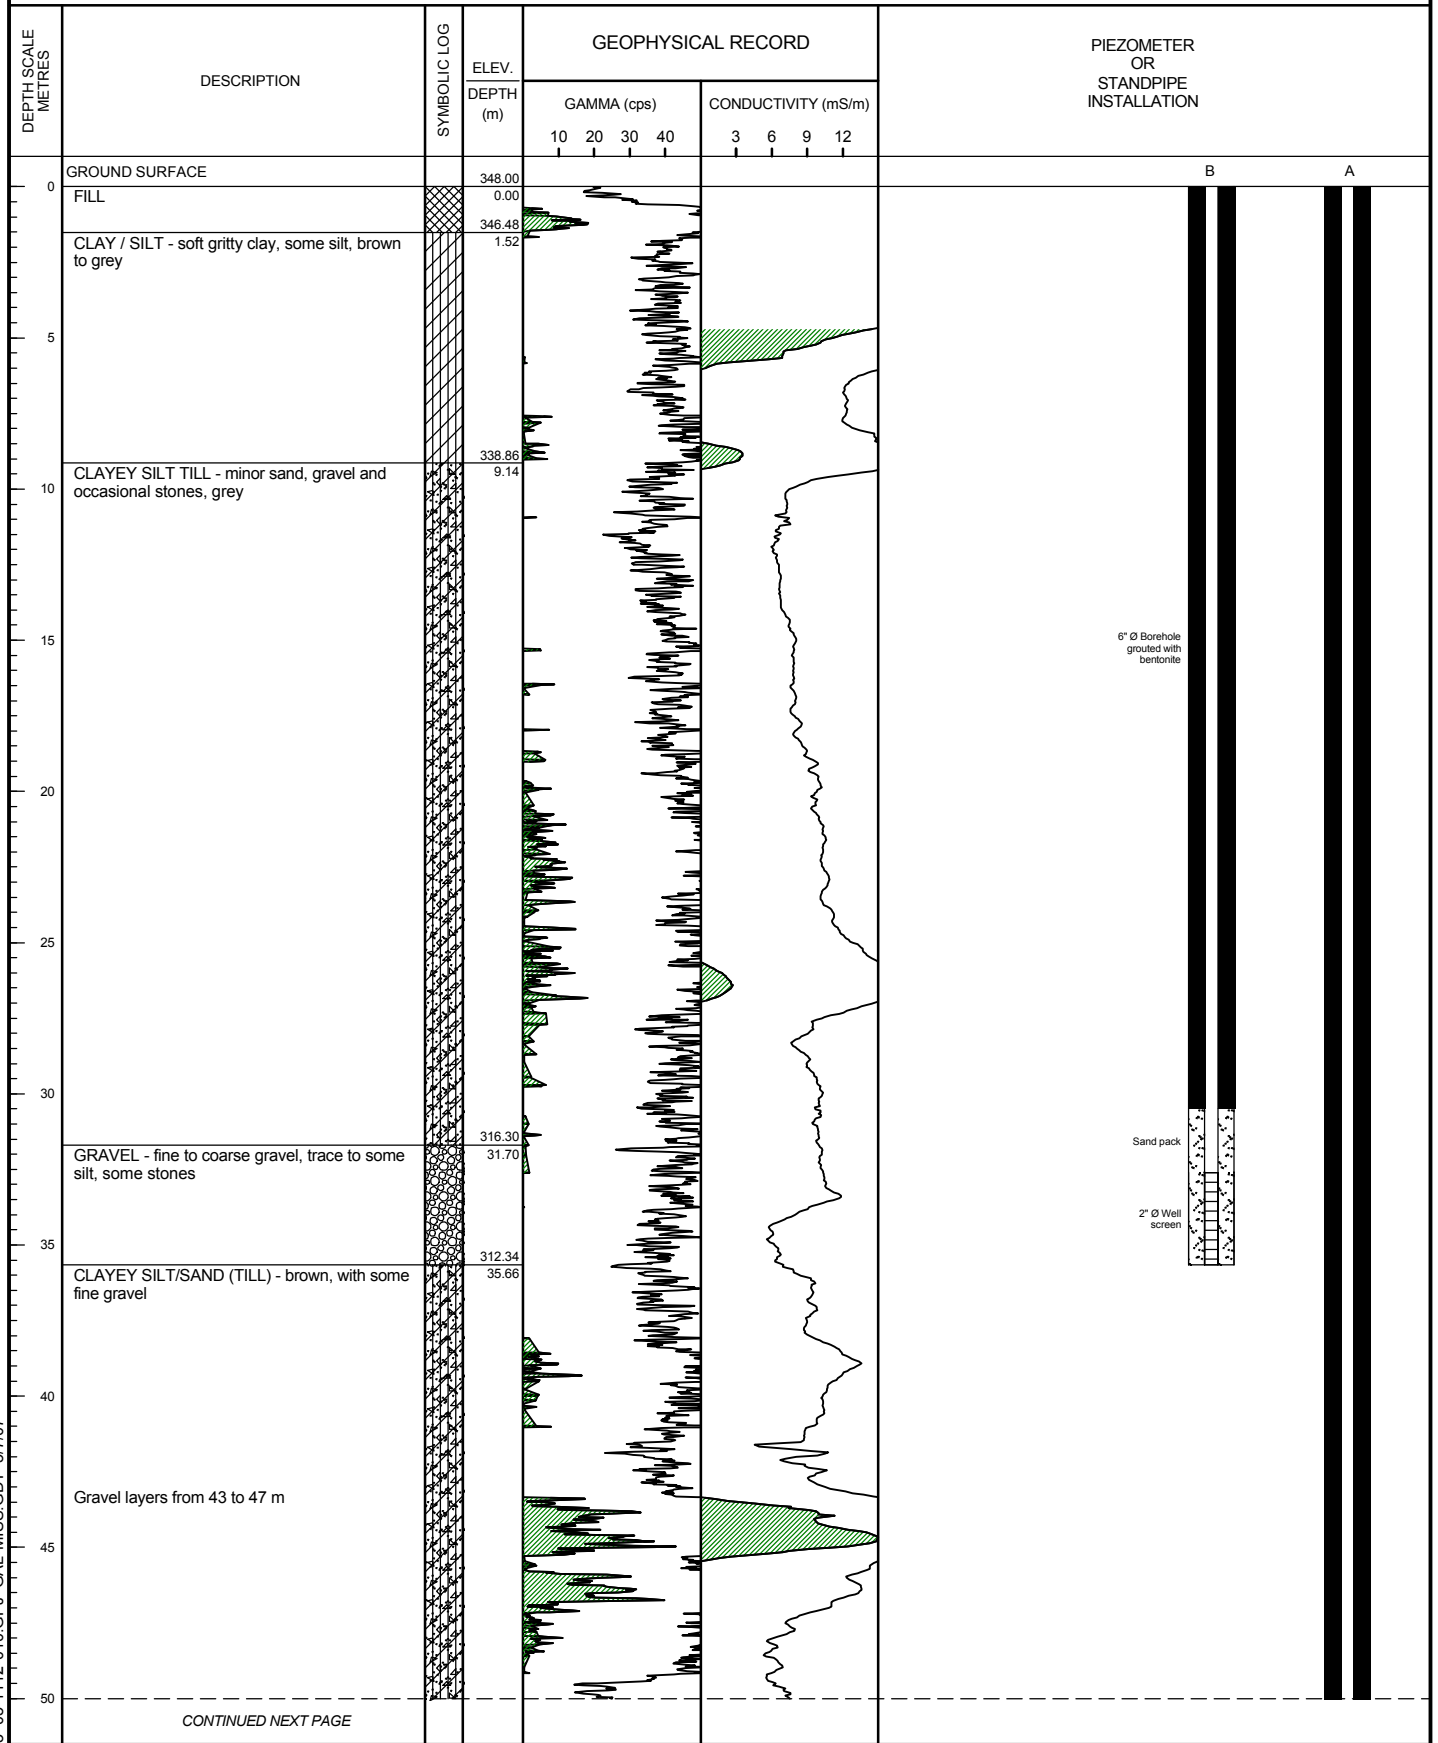 DEPTH SCALE
METRES
DESCRIPTION
SYMBOLIC LOG
ELEV.
DEPTH
(m)
GEOPHYSICAL RECORD
GAMMA (cps)
10 20 30 40
CONDUCTIVITY (mS/m)
3 6 9 12
PIEZOMETER
OR
STANDPIPE
INSTALLATION
GROUND SURFACE
348.00
B
A
0
FILL
0.00
346.48
CLAY / SILT - soft gritty clay, some silt, brown
to grey
1.52
5
338.86
CLAYEY SILT TILL - minor sand, gravel and
occasional stones, grey
9.14
10
15
6" Ø Borehole
grouted with
bentonite
20
25
30
316.30
Sand pack
GRAVEL - fine to coarse gravel, trace to some
silt, some stones
31.70
2" Ø Well
screen
35
312.34
CLAYEY SILT/SAND (TILL) - brown, with some
fine gravel
35.66
40
Gravel layers from 43 to 47 m
45
50
CONTINUED NEXT PAGE